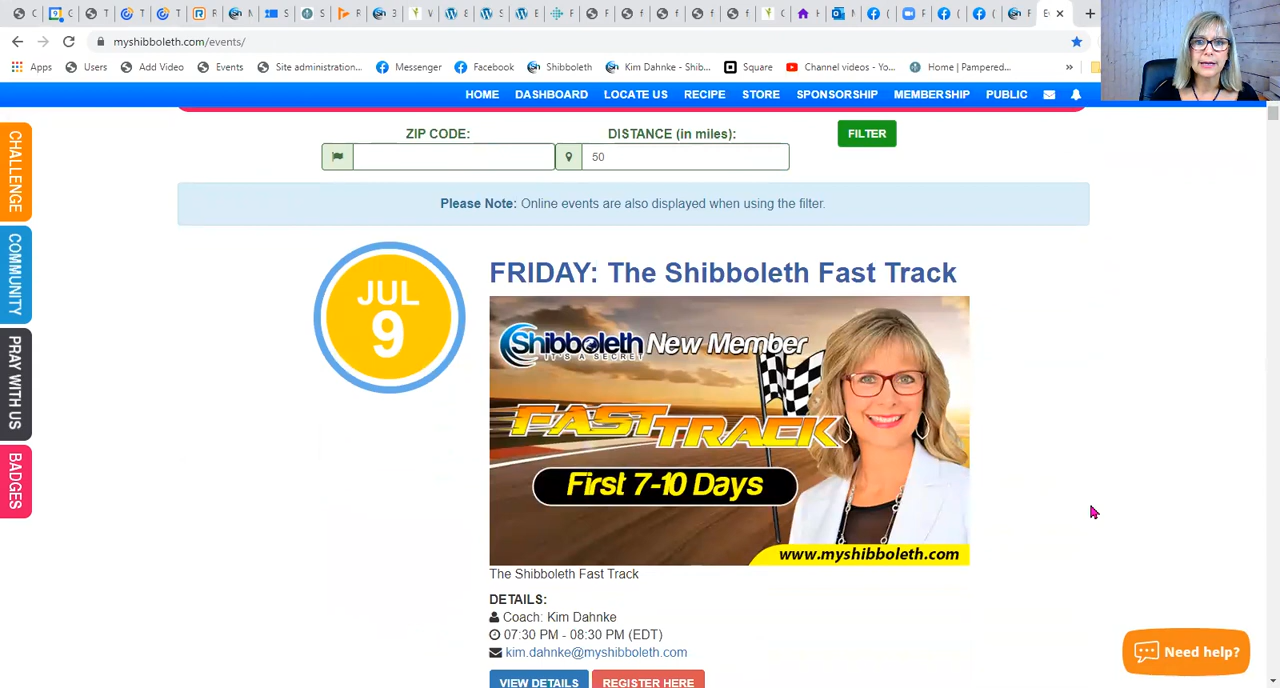 myshibboleth.com/events/
Apps Users Add Video Events Site administration... Messenger Faceb Shibboleth Kim Dahnke - Shib... Square Channel videos - Yo... Home | Pampered... »
HOME DASHBOARD LOCATE US RECIPE STORE SPONSORSHIP MEMBERSHIP PUBLIC
CHALLENGE
COMMUNITY
PRAY WITH US
BADGES
ZIP CODE: DISTANCE (in miles): FILTER
50
Please Note: Online events are also displayed when using the filter.
JUL
9
FRIDAY: The Shibboleth Fast Track
Shibboleth New Member
IT'S A SECRET
FAST TRACK
First 7-10 Days
www.myshibboleth.com
The Shibboleth Fast Track
DETAILS:
Coach: Kim Dahnke
07:30 PM - 08:30 PM (EDT)
kim.dahnke@myshibboleth.com
VIEW DETAILS REGISTER HERE
Need help?